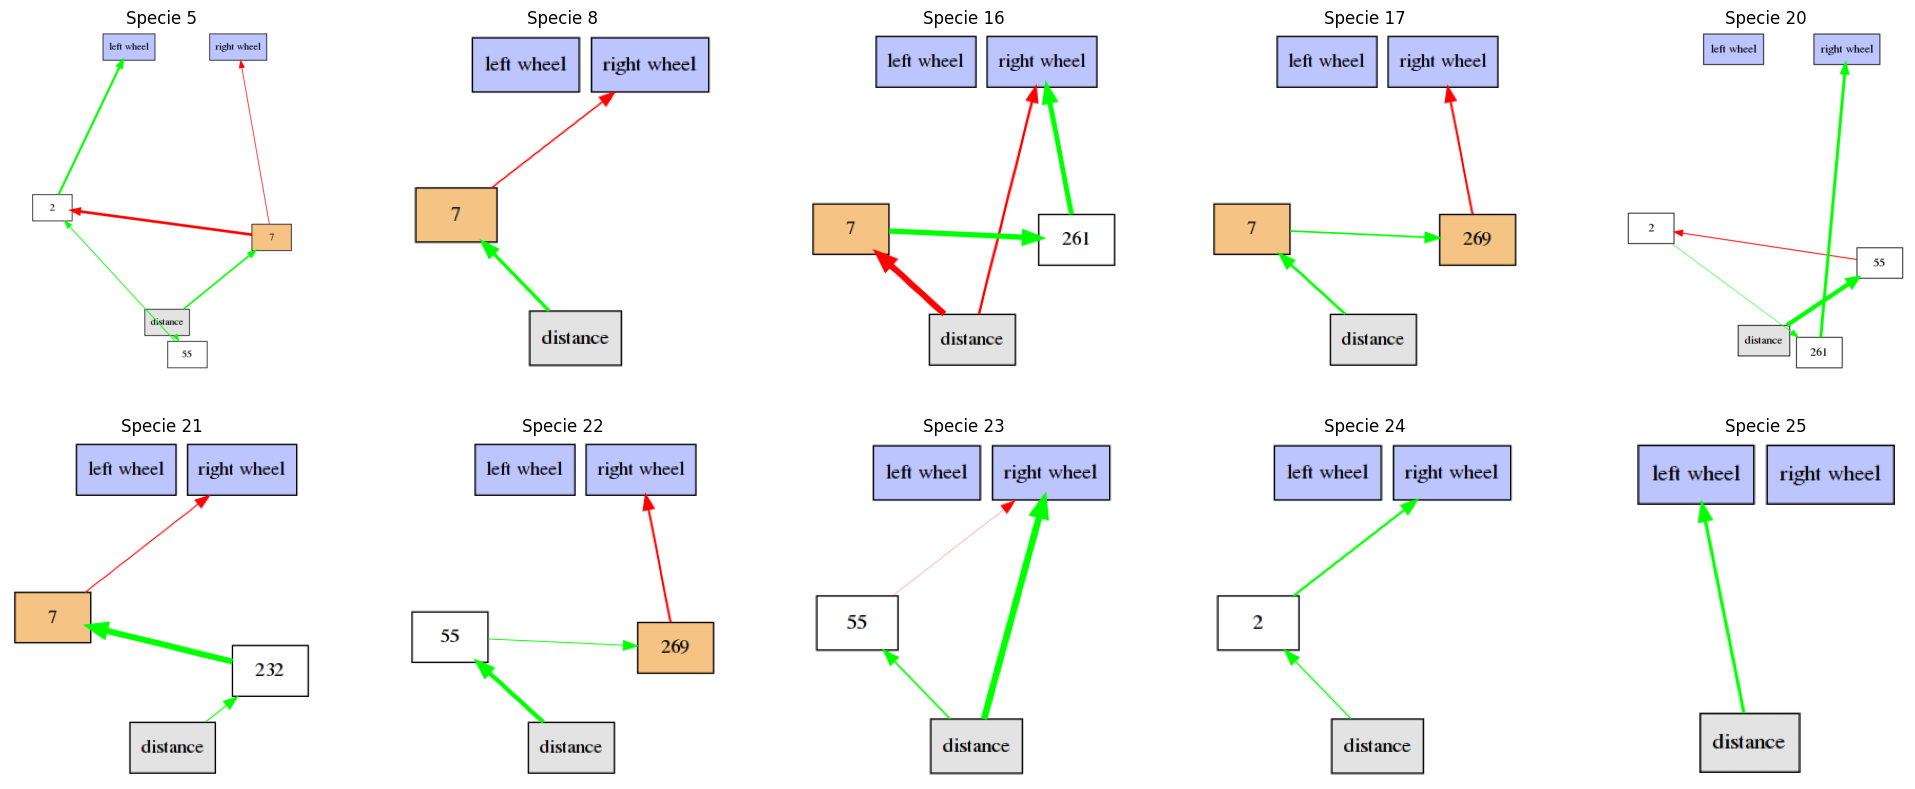 Specie 5
left wheel
right wheel
2
7
distance
55
Specie 8
left wheel
right wheel
7
distance
Specie 16
left wheel
right wheel
7
261
distance
Specie 17
left wheel
right wheel
7
269
distance
Specie 20
left wheel
right wheel
2
55
distance
261
Specie 21
left wheel
right wheel
7
232
distance
Specie 22
left wheel
right wheel
55
269
distance
Specie 23
left wheel
right wheel
55
distance
Specie 24
left wheel
right wheel
2
distance
Specie 25
left wheel
right wheel
distance